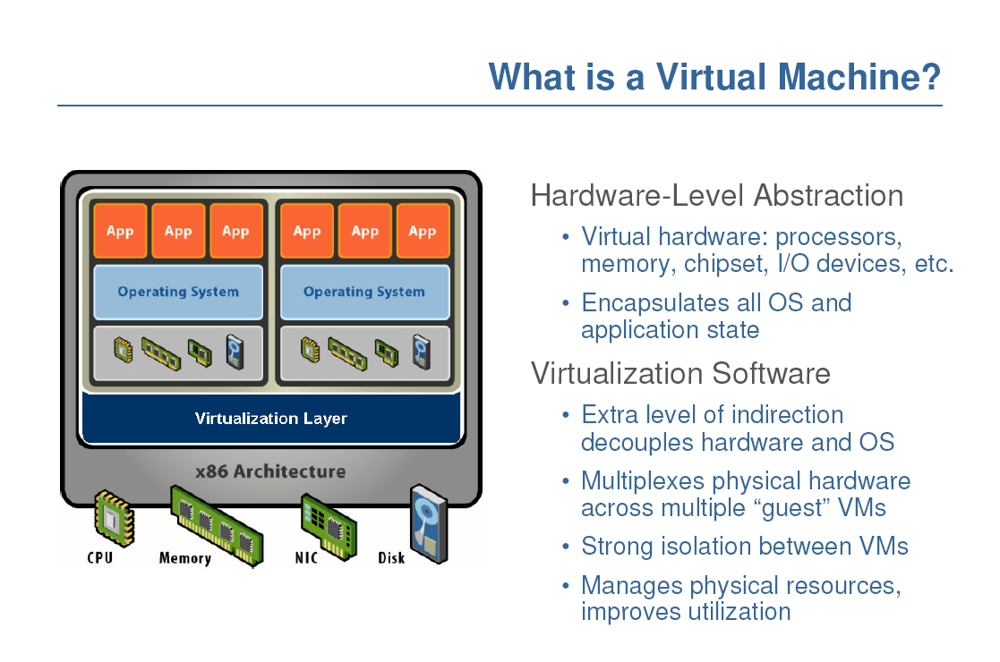 What is a Virtual Machine?
App App App App App App
Operating System Operating System
Virtualization Layer
x86 Architecture
CPU Memory NIC Disk
Hardware-Level Abstraction
• Virtual hardware: processors,
memory, chipset, I/O devices, etc.
• Encapsulates all OS and
application state
Virtualization Software
• Extra level of indirection
decouples hardware and OS
• Multiplexes physical hardware
across multiple “guest” VMs
• Strong isolation between VMs
• Manages physical resources,
improves utilization